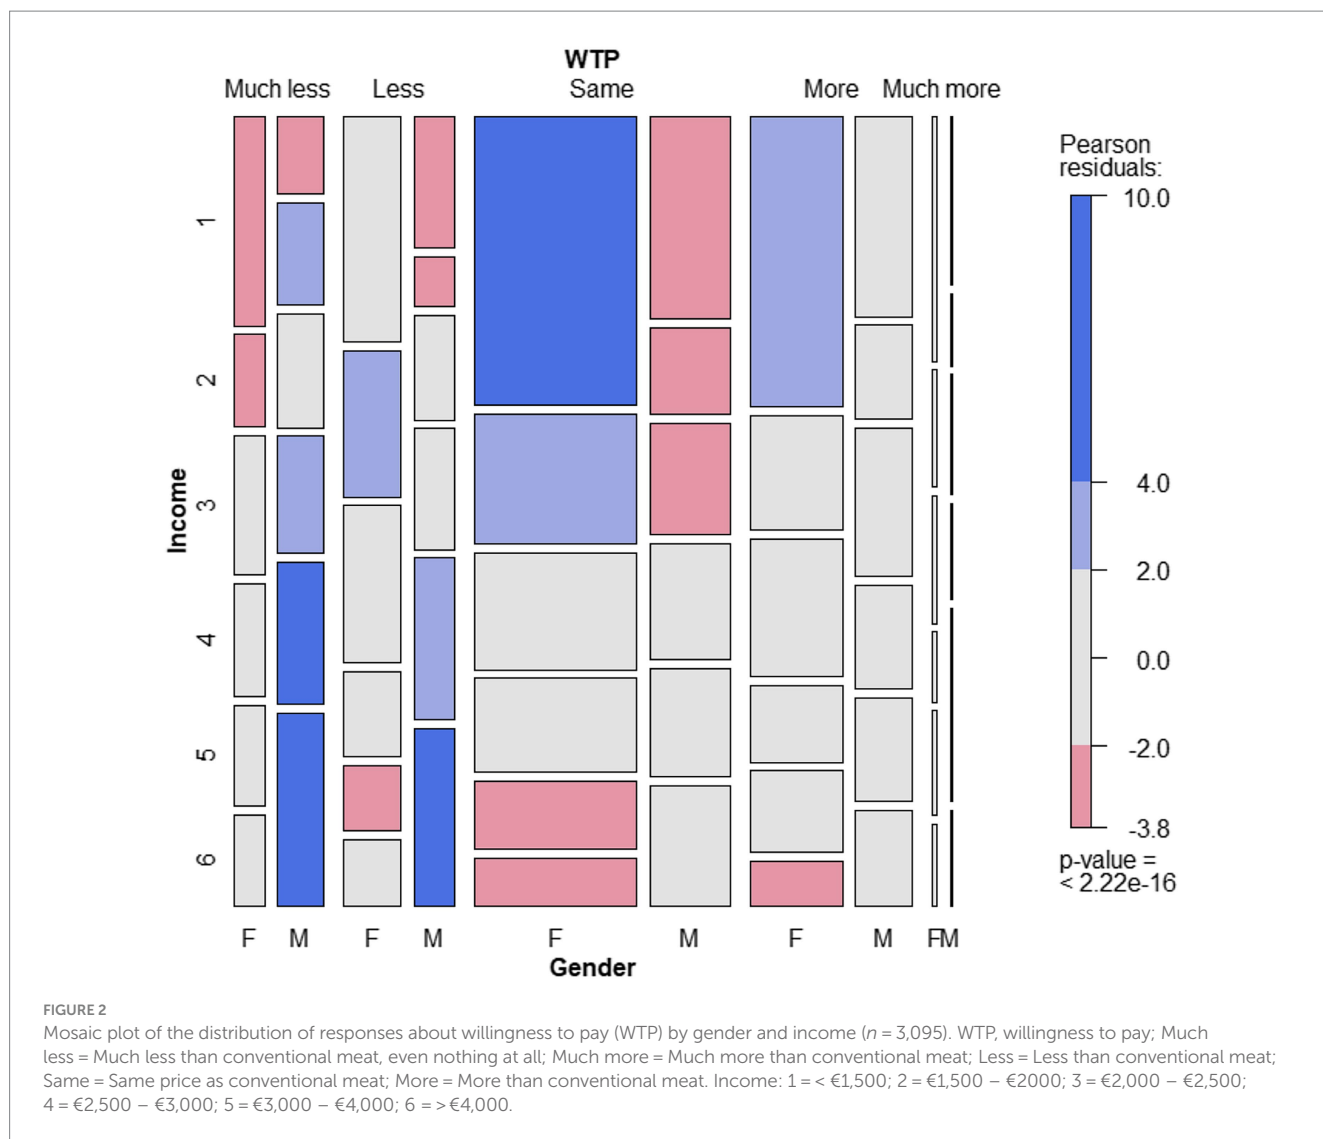 WTP
Much less Less Same More Much more
Pearson
residuals:
10.0
4.0
2.0
0.0
-2.0
-3.8
p-value =
< 2.22e-16
Income
1
2
3
4
5
6
F M F M F M F M F M
Gender
FIGURE 2
Mosaic plot of the distribution of responses about willingness to pay (WTP) by gender and income (n = 3,095). WTP, willingness to pay; Much
less = Much less than conventional meat, even nothing at all; Much more = Much more than conventional meat; Less = Less than conventional meat;
Same = Same price as conventional meat; More = More than conventional meat. Income: 1 = < €1,500; 2 = €1,500 – €2000; 3 = €2,000 – €2,500;
4 = €2,500 – €3,000; 5 = €3,000 – €4,000; 6 = > €4,000.